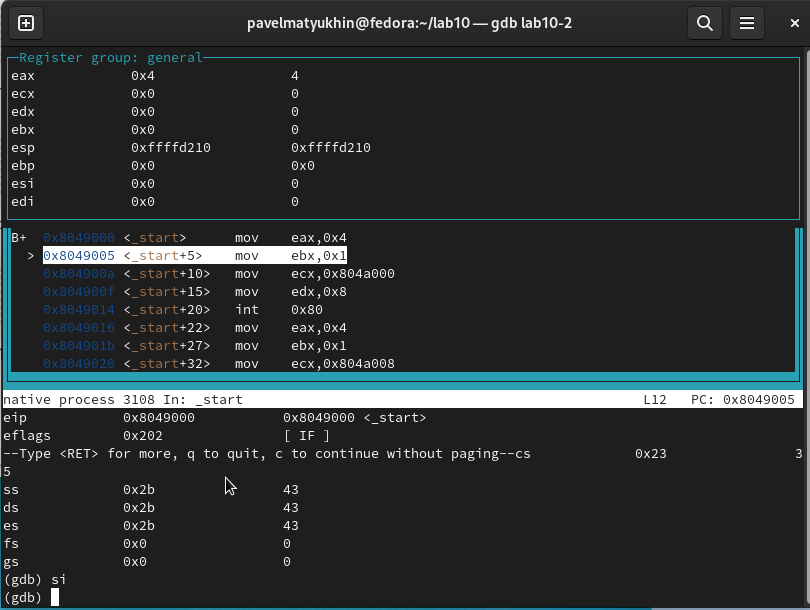 pavelmatyukhin@fedora:~/lab10 — gdb lab10-2
Register group: general
eax 0x4 4
ecx 0x0 0
edx 0x0 0
ebx 0x0 0
esp 0xffffd210 0xffffd210
ebp 0x0 0x0
esi 0x0 0
edi 0x0 0
B+ 0x8049000 <_start> mov eax,0x4
> 0x8049005 <_start+5> mov ebx,0x1
0x804900a <_start+10> mov ecx,0x804a000
0x804900f <_start+15> mov edx,0x8
0x8049014 <_start+20> int 0x80
0x8049016 <_start+22> mov eax,0x4
0x804901b <_start+27> mov ebx,0x1
0x8049020 <_start+32> mov ecx,0x804a008
native process 3108 In: _start L12 PC: 0x8049005
eip 0x8049000 0x8049000 <_start>
eflags 0x202 [ IF ]
--Type <RET> for more, q to quit, c to continue without paging--cs 0x23 3
5
ss 0x2b 43
ds 0x2b 43
es 0x2b 43
fs 0x0 0
gs 0x0 0
(gdb) si
(gdb)